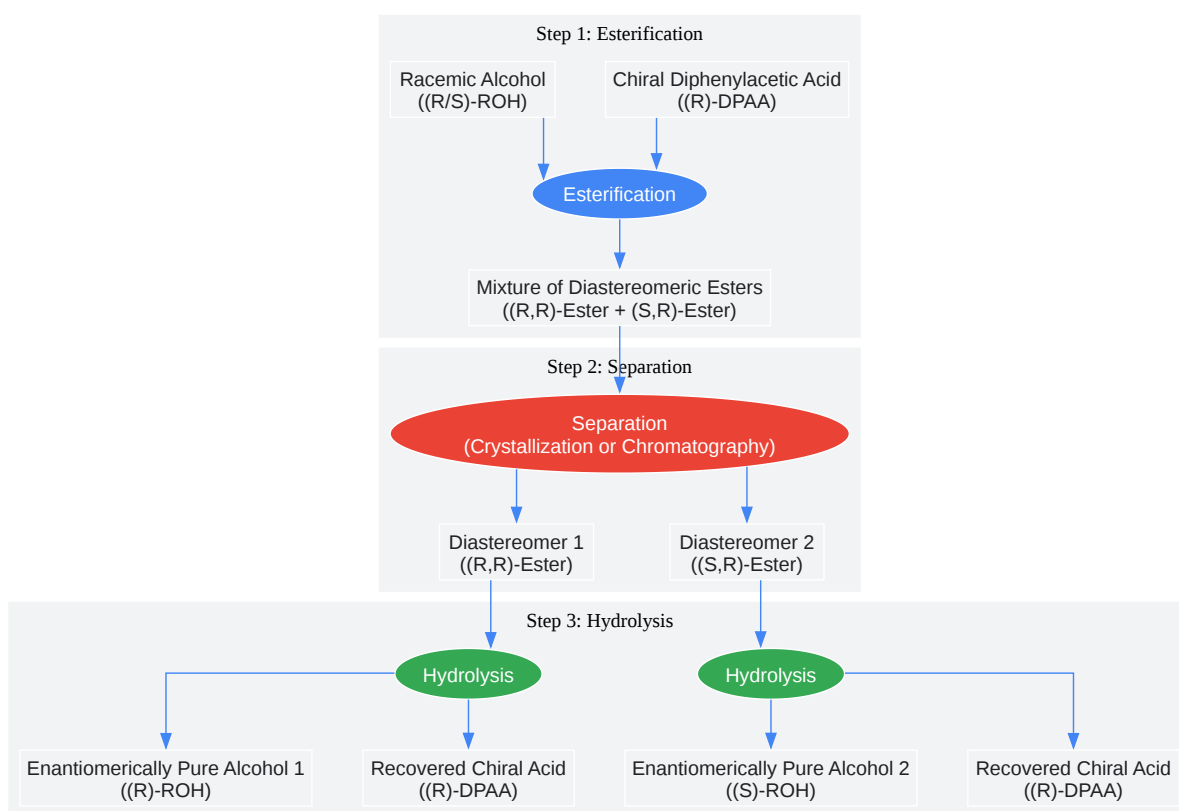 Step 1: Esterification
Racemic Alcohol
((R/S)-ROH)
Chiral Diphenylacetic Acid
((R)-DPAA)
Esterification
Mixture of Diastereomeric Esters
((R,R)-Ester + (S,R)-Ester)
Step 2: Separation
Separation
(Crystallization or Chromatography)
Diastereomer 1
((R,R)-Ester)
Diastereomer 2
((S,R)-Ester)
Step 3: Hydrolysis
Hydrolysis
Hydrolysis
Enantiomerically Pure Alcohol 1
((R)-ROH)
Recovered Chiral Acid
((R)-DPAA)
Enantiomerically Pure Alcohol 2
((S)-ROH)
Recovered Chiral Acid
((R)-DPAA)